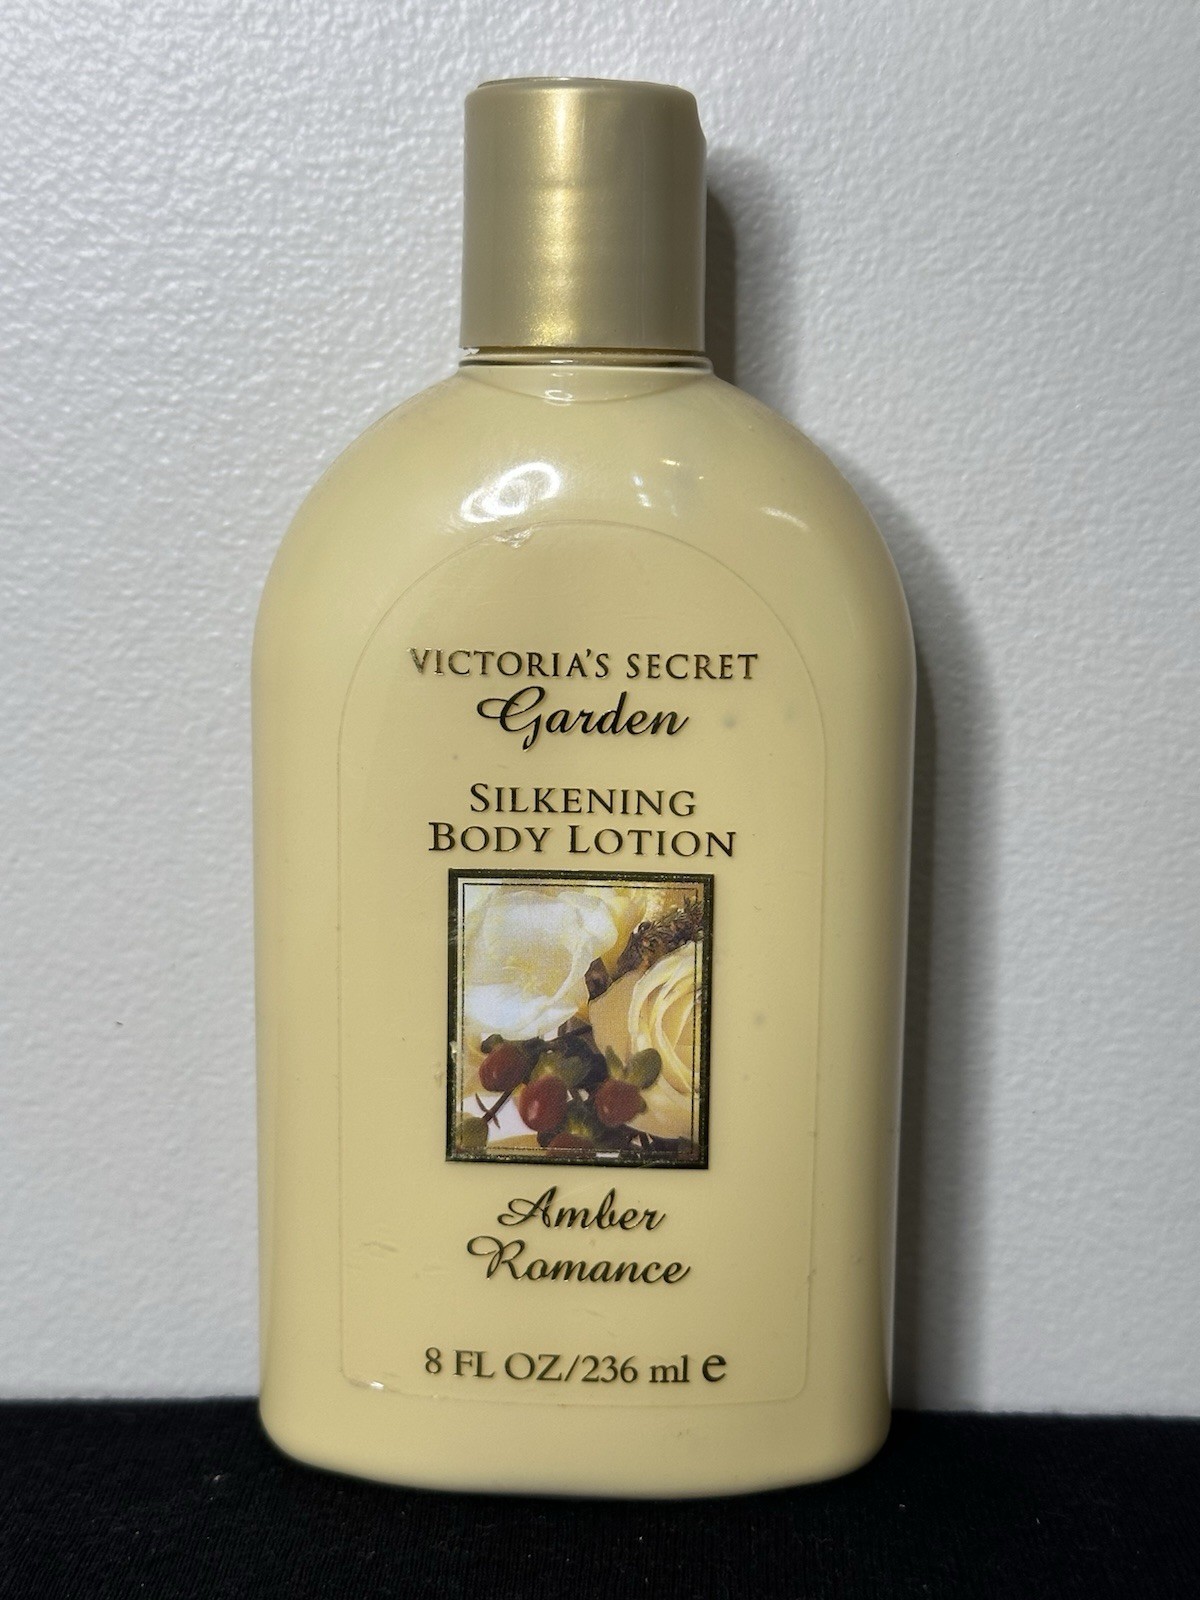 VICTORIA'S SECRET
Garden
SILKENING
BODY LOTION
Amber
Romance
8 FL OZ/236 ml ℮